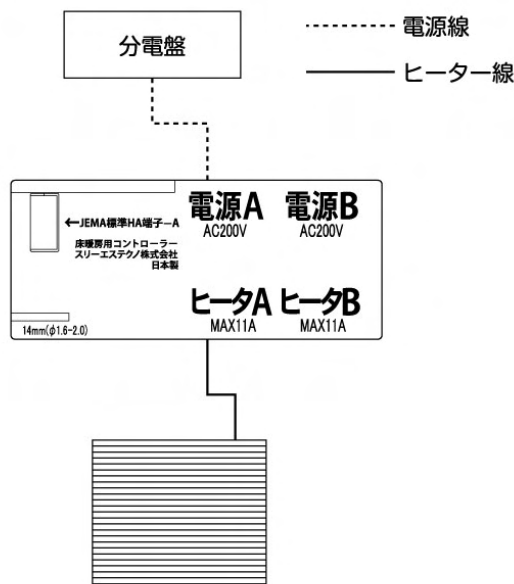 分電盤
電源線
ヒーター線
電源A 電源B
AC200V AC200V
←JEMA標準HA端子-A
床暖房用コントローラー
スリーエステクノ株式会社
日本製
ヒータA ヒータB
MAX11A MAX11A
14mm(φ1.6-2.0)